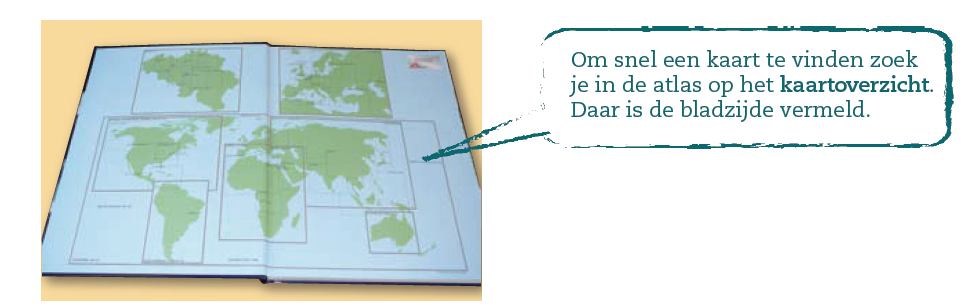 Om snel een kaart te vinden zoek
je in de atlas op het kaartoverzicht.
Daar is de bladzijde vermeld.